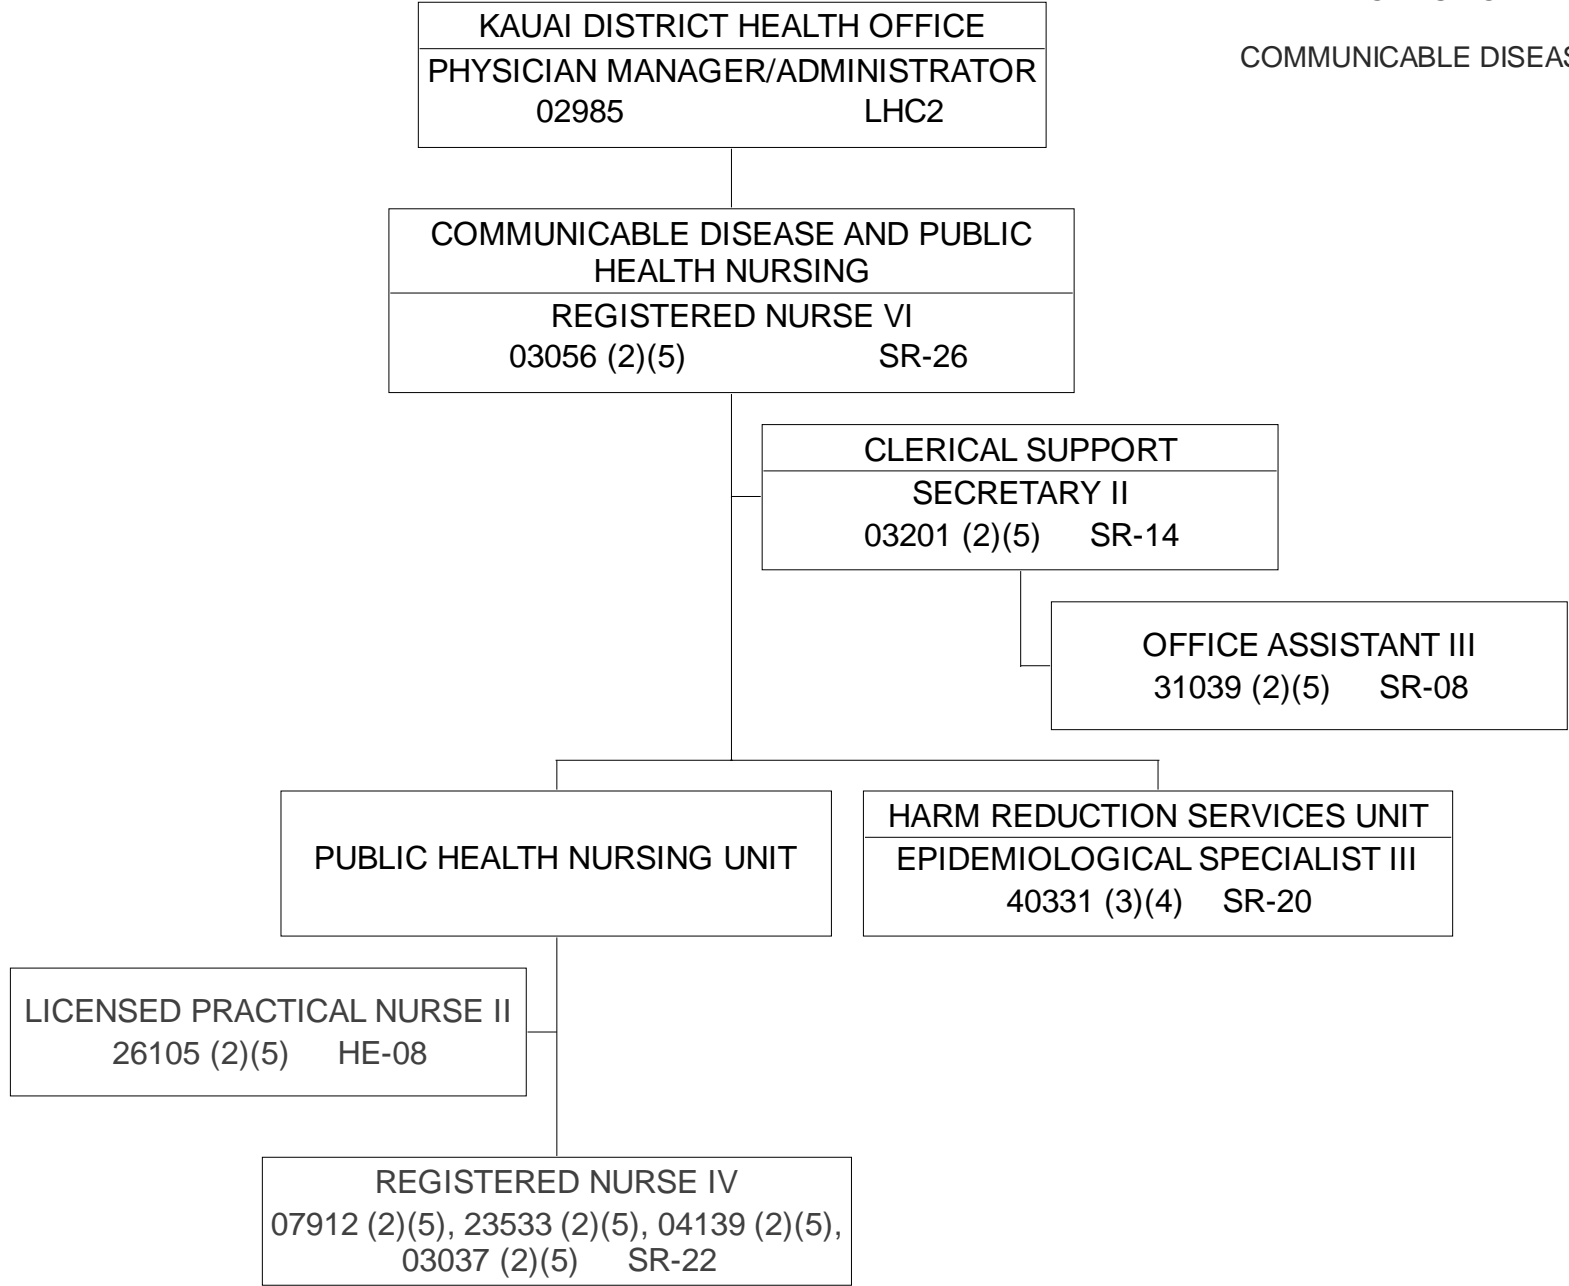 KAUAI DISTRICT HEALTH OFFICE
PHYSICIAN MANAGER/ADMINISTRATOR
02985 LHC2
COMMUNICABLE
COMMUNICABLE DISEASE AND PUBLIC
HEALTH NURSING
REGISTERED NURSE VI
03056 (2)(5) SR-26
CLERICAL SUPPORT
SECRETARY II
03201 (2)(5) SR-14
OFFICE ASSISTANT III
31039 (2)(5) SR-08
PUBLIC HEALTH NURSING UNIT
HARM REDUCTION SERVICES UNIT
EPIDEMIOLOGICAL SPECIALIST III
40331 (3)(4) SR-20
LICENSED PRACTICAL NURSE II
26105 (2)(5) HE-08
REGISTERED NURSE IV
07912 (2)(5), 23533 (2)(5), 04139 (2)(5),
03037 (2)(5) SR-22